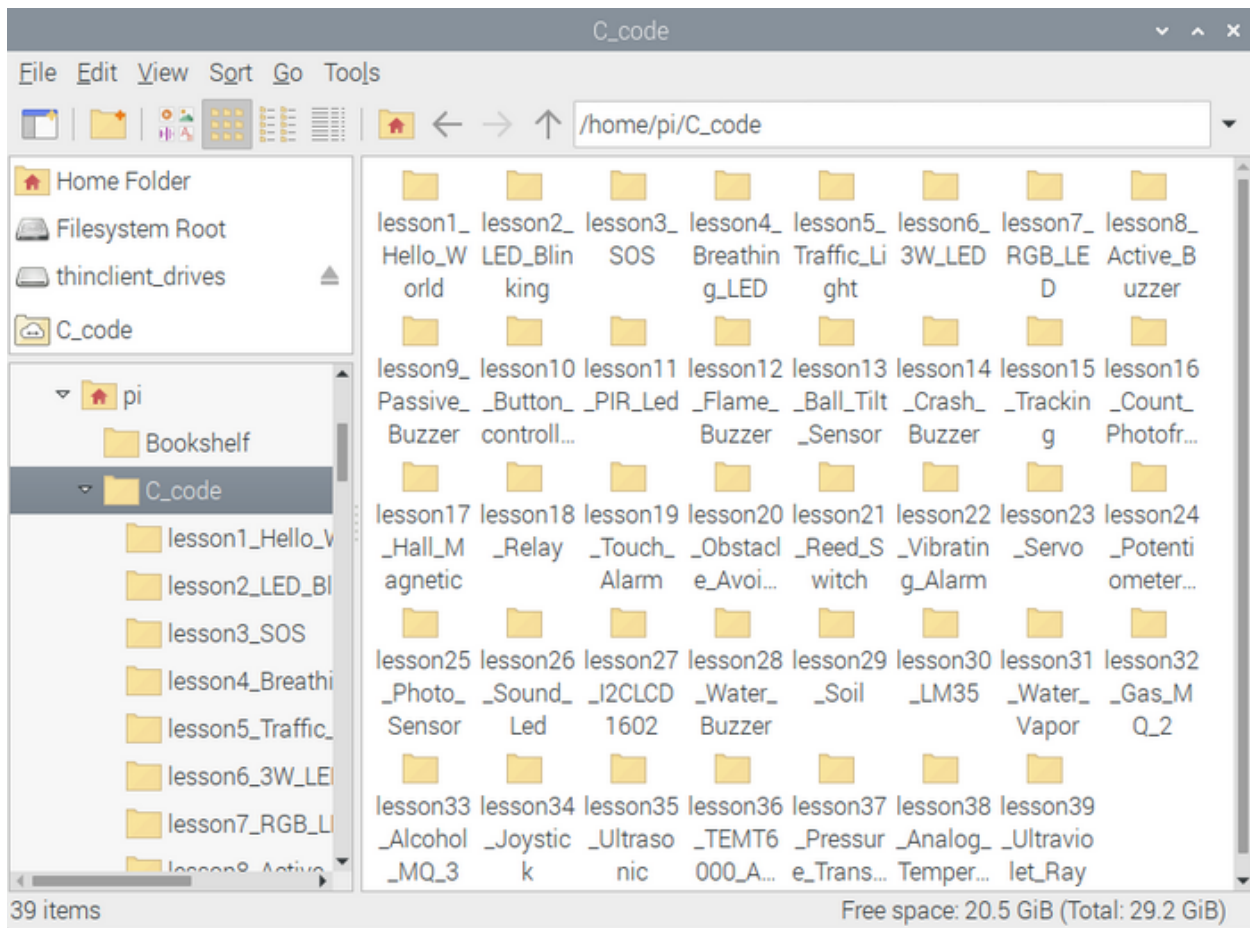 C_code
File Edit View Sort Go Tools
/home/pi/C_code
Home Folder
Filesystem Root
thinclient_drives
C_code
pi
Bookshelf
C_code
lesson1_Hello_W
lesson2_LED_Bl
lesson3_SOS
lesson4_Breathi
lesson5_Traffic_
lesson6_3W_LE
lesson7_RGB_L
lesson8_Active_
lesson1_ lesson2_ lesson3_ lesson4_ lesson5_ lesson6_ lesson7_ lesson8_
Hello_W LED_Blin SOS Breathin Traffic_Li 3W_LED RGB_LE Active_B
orld king g_LED ght D uzzer
lesson9_ lesson10 lesson11 lesson12 lesson13 lesson14 lesson15 lesson16
Passive_ _Button_ _PIR_Led _Flame_ _Ball_Tilt _Crash_ _Trackin _Count_
Buzzer controll... Buzzer _Sensor Buzzer g Photofr...
lesson17 lesson18 lesson19 lesson20 lesson21 lesson22 lesson23 lesson24
_Hall_M _Relay _Touch_ _Obstacl _Reed_S _Vibratin _Servo _Potenti
agnetic Alarm e_Avoi... witch g_Alarm ometer...
lesson25 lesson26 lesson27 lesson28 lesson29 lesson30 lesson31 lesson32
_Photo_ _Sound_ _I2CLCD _Water_ _Soil _LM35 _Water_ _Gas_M
Sensor Led 1602 Buzzer Vapor Q_2
lesson33 lesson34 lesson35 lesson36 lesson37 lesson38 lesson39
_Alcohol _Joystic _Ultraso _TEMT6 _Pressur _Analog_ _Ultravio
_MQ_3 k nic 000_A... e_Trans... Temper... let_Ray
39 items
Free space: 20.5 GiB (Total: 29.2 GiB)